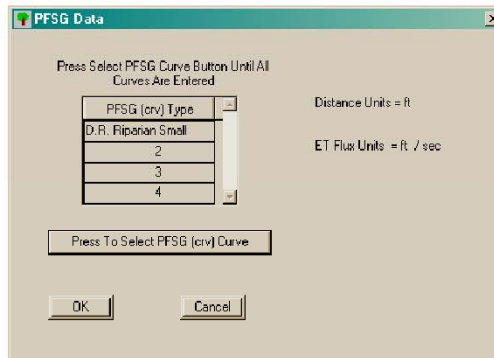 PFSG Data
Press Select PFSG Curve Button Until All
Curves Are Entered
PFSG (crv) Type
D.R. Riparian Small
2
3
4
Distance Units = ft
ET Flux Units = ft / sec
Press To Select PFSG (crv) Curve
OK
Cancel